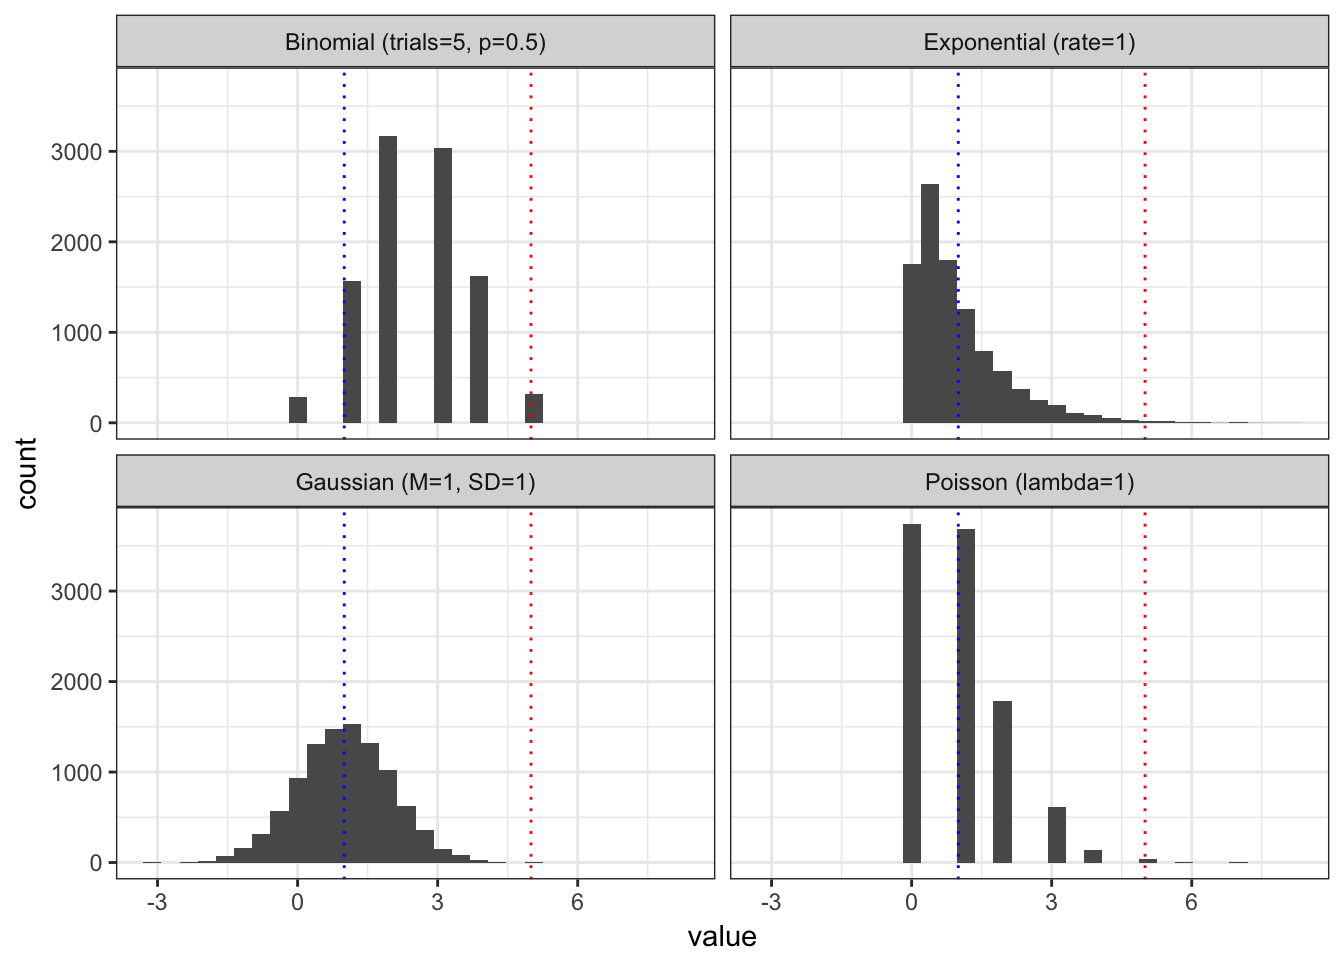 Binomial (trials=5, p=0.5)
Exponential (rate=1)
3000
2000
1000
0
Gaussian (M=1, SD=1)
Poisson (lambda=1)
3000
2000
1000
0
count
-3 0 3 6
-3 0 3 6
value